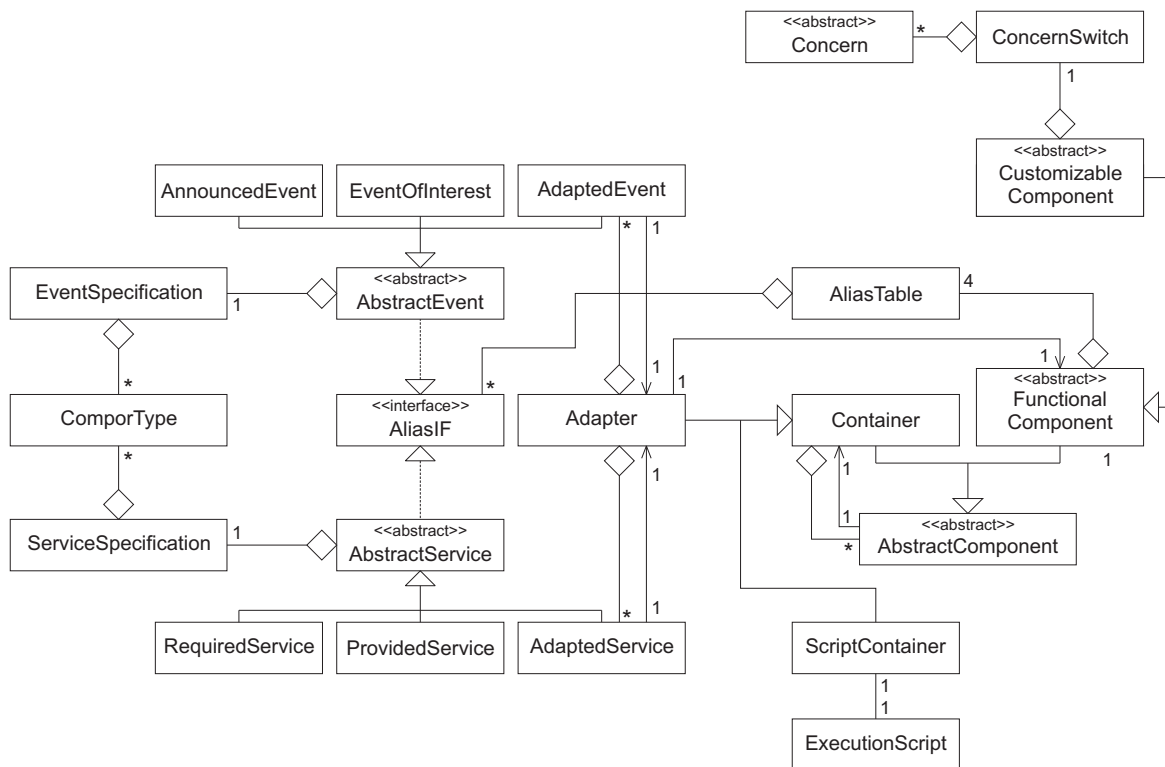 <<abstract>>
Concern
*
ConcernSwitch
1
<<abstract>>
Customizable
Component
AnnouncedEvent
EventOfInterest
AdaptedEvent
*
1
EventSpecification
1
<<abstract>>
AbstractEvent
AliasTable
4
*
ComporType
*
<<interface>>
AliasIF
*
1
1
1
Adapter
Container
<<abstract>>
Functional
Component
1
1
1
1
*
<<abstract>>
AbstractComponent
ServiceSpecification
1
<<abstract>>
AbstractService
*
1
RequiredService
ProvidedService
AdaptedService
ScriptContainer
1
1
ExecutionScript